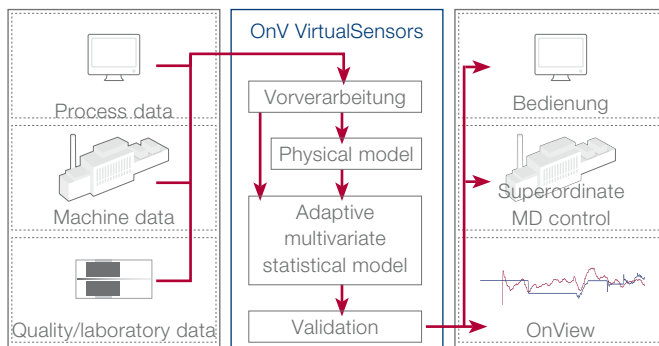 OnV VirtualSensors
Process data
Machine data
Quality/laboratory data
Vorverarbeitung
Physical model
Adaptive
multivariate
statistical model
Validation
Bedienung
Superordinate
MD control
OnView